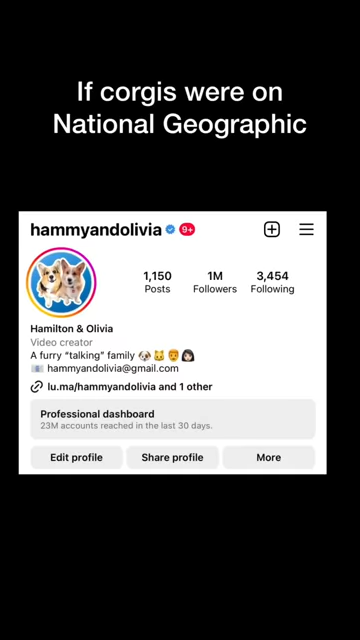 If corgis were on
National Geographic
hammyandolivia 9+
1,150 1M 3,454
Posts Followers Following
Hamilton & Olivia
Video creator
A furry “talking” family 🐶🐱👨👩🏻
📧 hammyandolivia@gmail.com
lu.ma/hammyandolivia and 1 other
Professional dashboard
23M accounts reached in the last 30 days.
Edit profile Share profile More